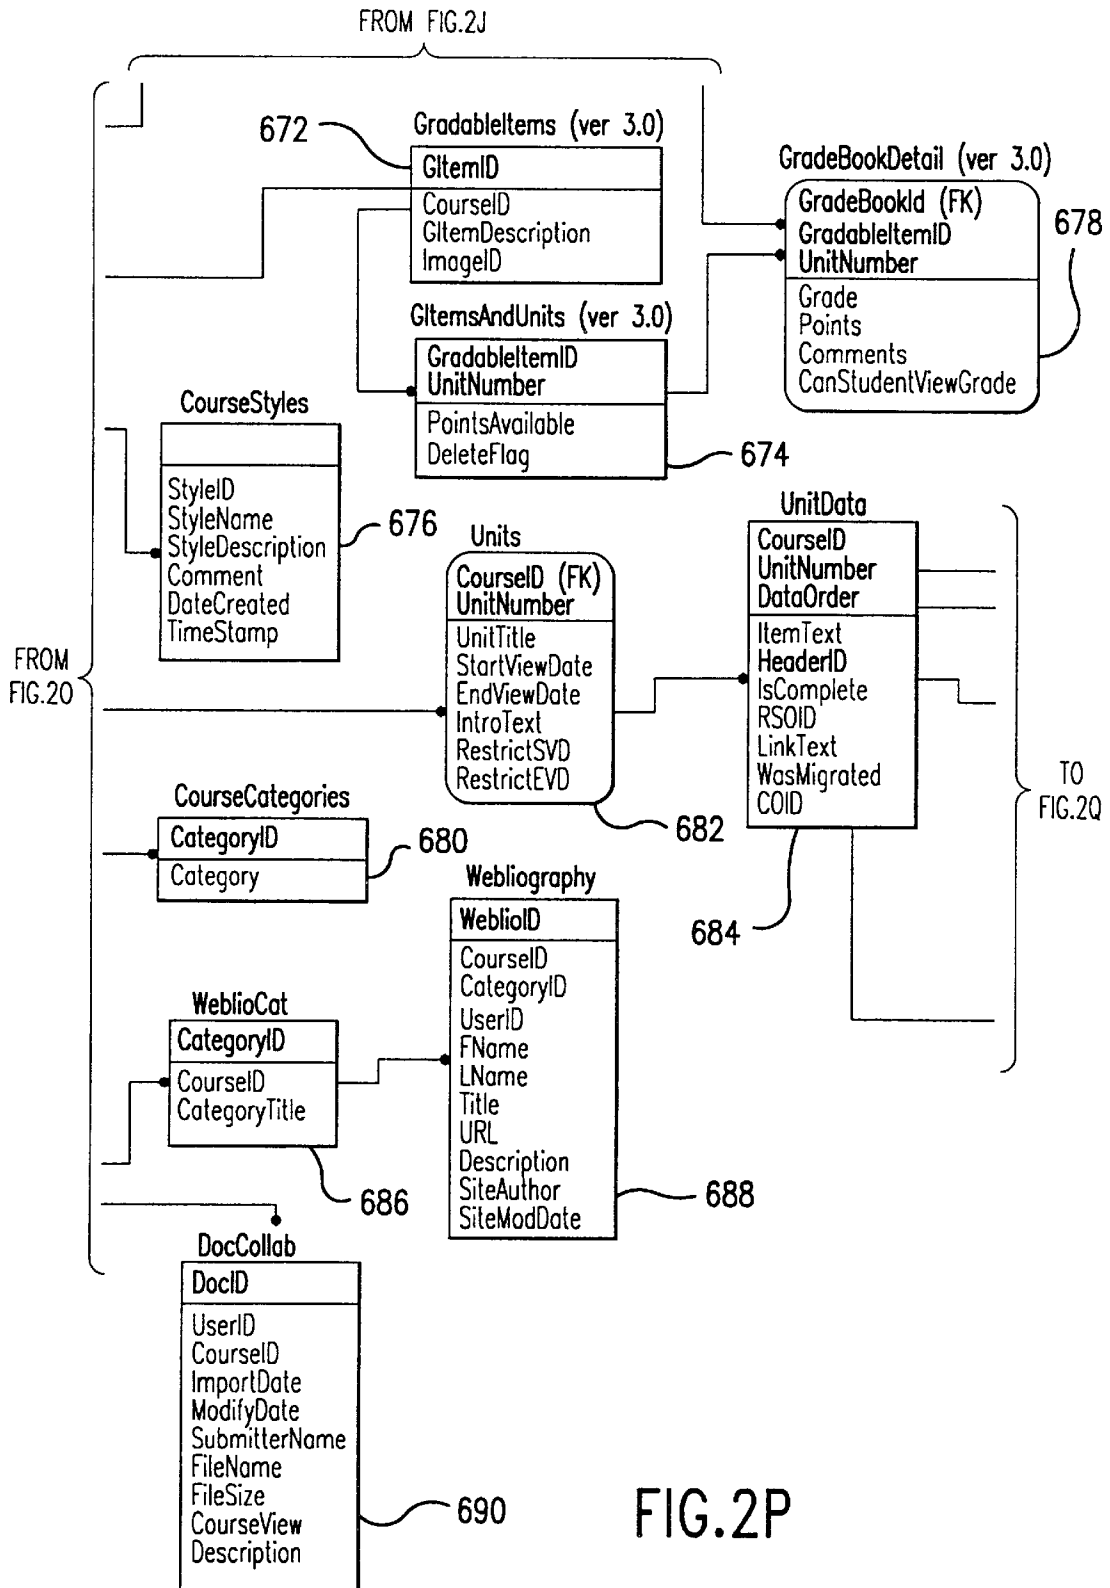 FROM FIG.2J
672
GradableItems (ver 3.0)
GItemID
CourseID
GItemDescription
ImageID
GradeBookDetail (ver 3.0)
GradeBookId (FK)
GradableItemID
UnitNumber
Grade
Points
Comments
CanStudentViewGrade
678
GItemsAndUnits (ver 3.0)
GradableItemID
UnitNumber
PointsAvailable
DeleteFlag
674
CourseStyles
StyleID
StyleName
StyleDescription
Comment
DateCreated
TimeStamp
676
Units
CourseID (FK)
UnitNumber
UnitTitle
StartViewDate
EndViewDate
IntroText
RestrictSVD
RestrictEVD
682
UnitData
CourseID
UnitNumber
DataOrder
ItemText
HeaderID
IsComplete
RSOID
LinkText
WasMigrated
COID
684
FROM
FIG.2O
TO
FIG.2Q
CourseCategories
CategoryID
Category
680
Webliography
WeblioID
CourseID
CategoryID
UserID
FName
LName
Title
URL
Description
SiteAuthor
SiteModDate
688
WeblioCat
CategoryID
CourseID
CategoryTitle
686
DocCollab
DocID
UserID
CourseID
ImportDate
ModifyDate
SubmitterName
FileName
FileSize
CourseView
Description
690
FIG.2P